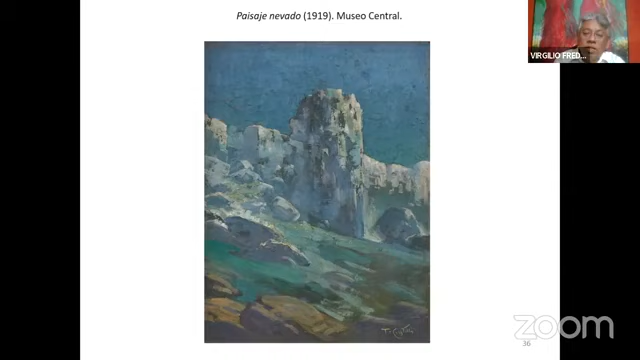 Paisaje nevado (1919). Museo Central.
VIRGILIO FRED...
zoom
36